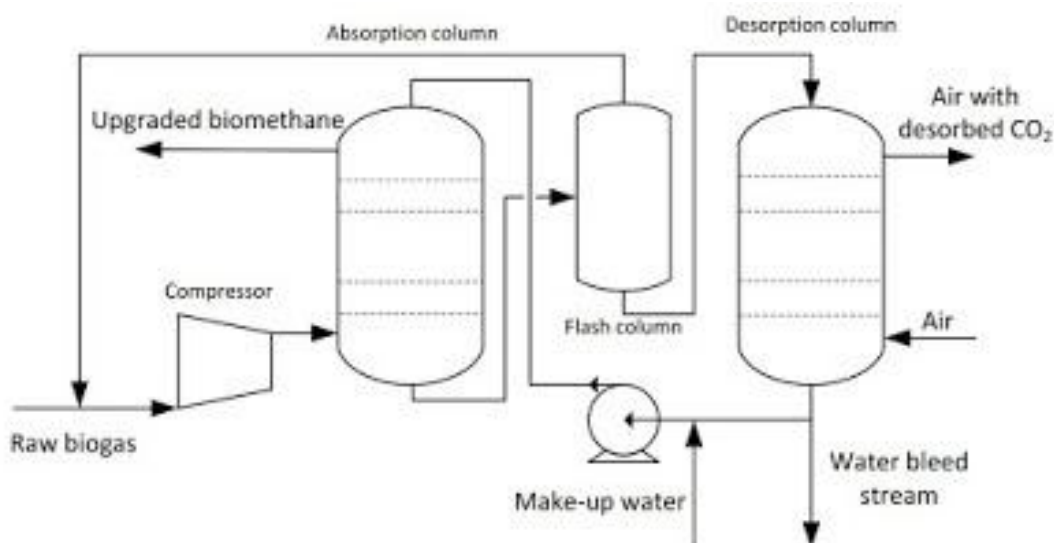 Absorption column
Desorption column
Upgraded biomethane
Air with
desorbed CO₂
Compressor
Flash column
Air
Raw biogas
Make-up water
Water bleed
stream